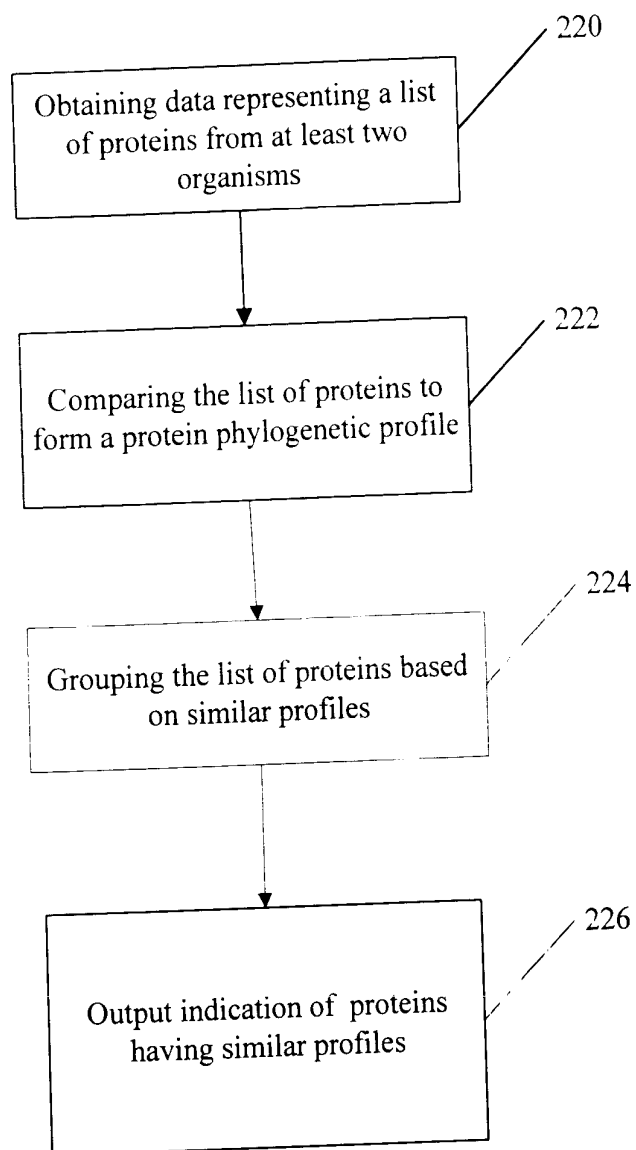 220
Obtaining data representing a list
of proteins from at least two
organisms
222
Comparing the list of proteins to
form a protein phylogenetic profile
224
Grouping the list of proteins based
on similar profiles
226
Output indication of proteins
having similar profiles